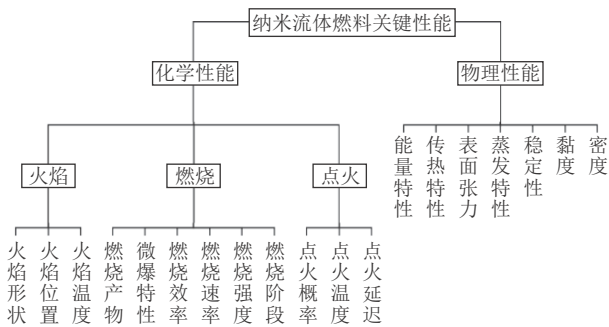 纳米流体燃料关键性能
化学性能
物理性能
能量特性
传热特性
表面张力
蒸发特性
稳定性
黏度
密度
火焰
燃烧
点火
火焰形状
火焰位置
火焰温度
燃烧产物
微爆特性
燃烧效率
燃烧速率
燃烧强度
燃烧阶段
点火概率
点火温度
点火延迟